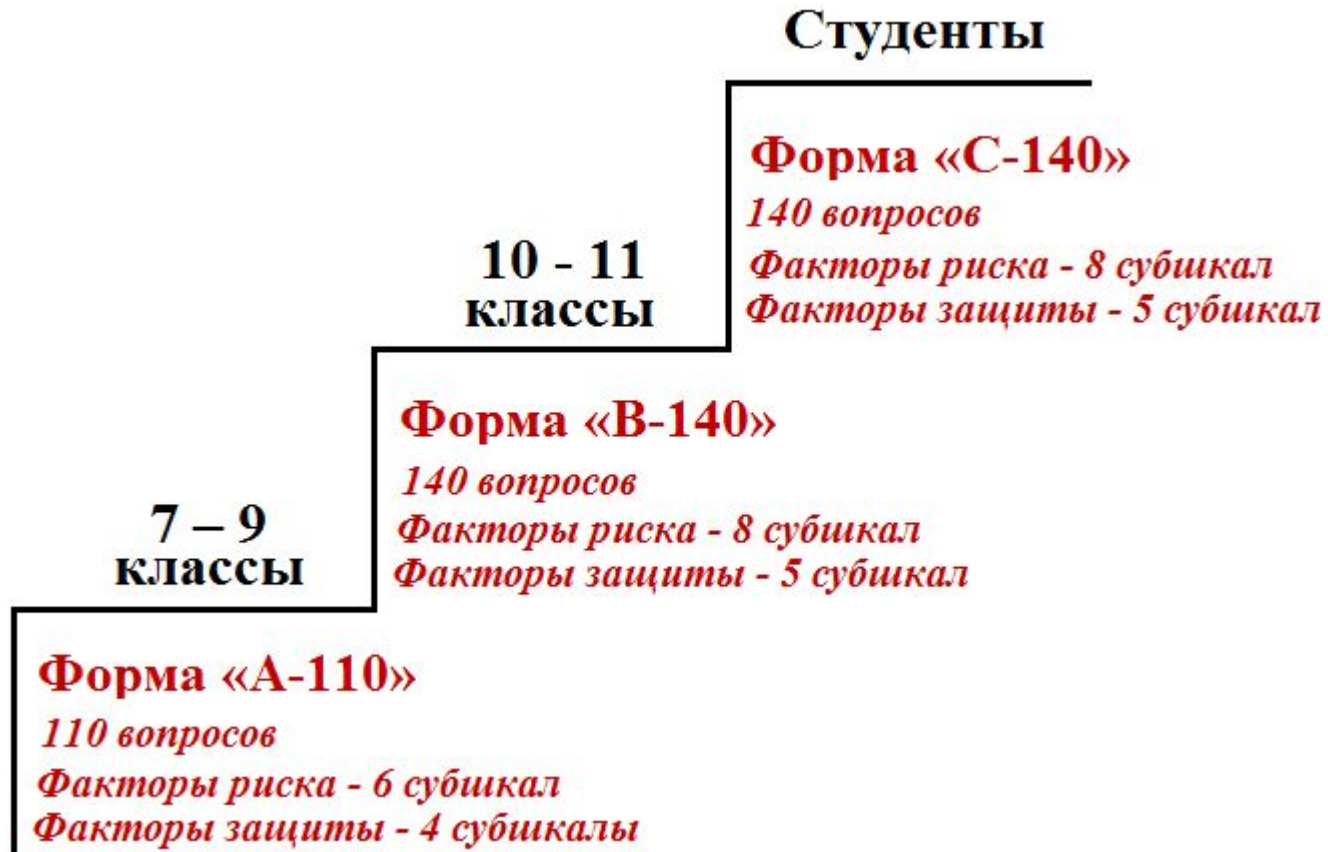 Студенты
Форма «С-140»
140 вопросов
Факторы риска - 8 субшкал
Факторы защиты - 5 субшкал
10 - 11
классы
Форма «В-140»
140 вопросов
Факторы риска - 8 субшкал
Факторы защиты - 5 субшкал
7 – 9
классы
Форма «А-110»
110 вопросов
Факторы риска - 6 субшкал
Факторы защиты - 4 субшкалы